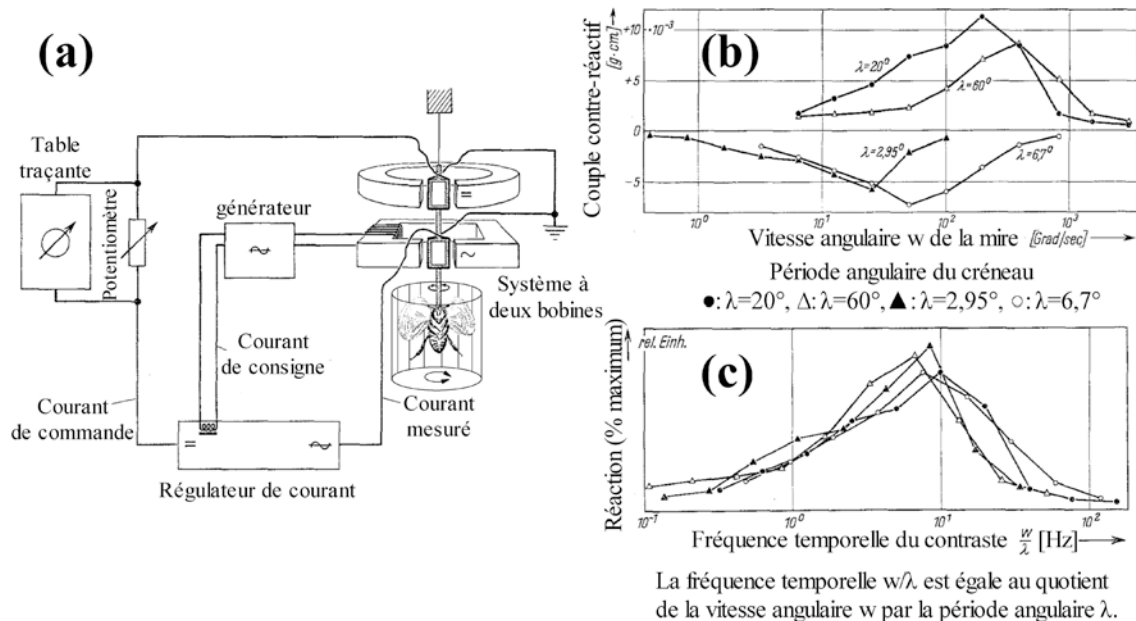 (a)
Table
traçante
Potentiomètre
générateur
=
~
Système à
deux bobines
Courant
de consigne
Courant
de commande
Courant
mesuré
= ~
Régulateur de courant
(b)
Couple contre-réactif
[g·cm]
+10 ·10⁻³
+5
0
-5
λ=20°
λ=60°
λ=2,95°
λ=6,7°
10⁰ 10¹ 10² 10³
Vitesse angulaire w de la mire [Grad/sec]
Période angulaire du créneau
●: λ=20°, △: λ=60°, ▲: λ=2,95°, ○: λ=6,7°
(c)
rel. Einh.
Réaction (% maximum)
10⁻¹ 10⁰ 10¹ 10²
Fréquence temporelle du contraste w/λ [Hz]
La fréquence temporelle w/λ est égale au quotient
de la vitesse angulaire w par la période angulaire λ.